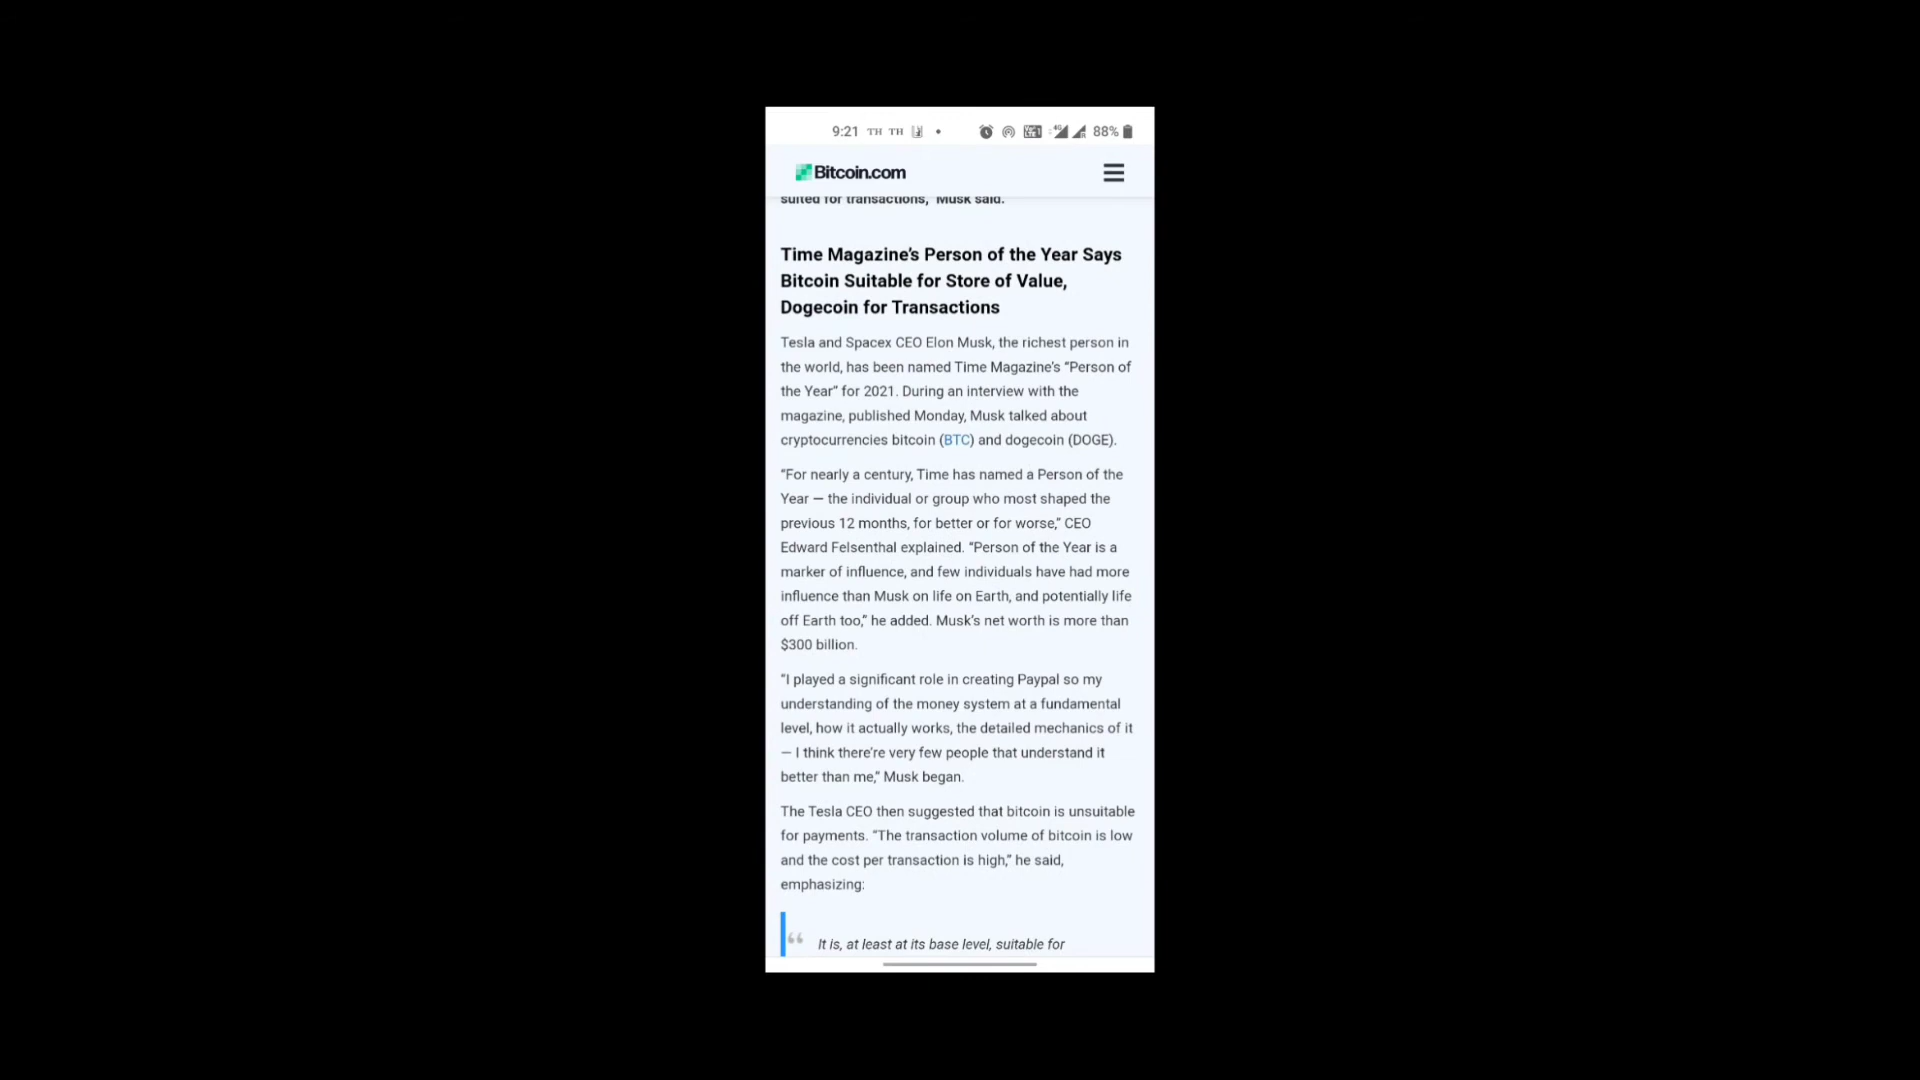 9:21 TH TH 88%
Bitcoin.com
suited for transactions," Musk said.
Time Magazine's Person of the Year Says
Bitcoin Suitable for Store of Value,
Dogecoin for Transactions
Tesla and Spacex CEO Elon Musk, the richest person in
the world, has been named Time Magazine's “Person of
the Year” for 2021. During an interview with the
magazine, published Monday, Musk talked about
cryptocurrencies bitcoin (BTC) and dogecoin (DOGE).
“For nearly a century, Time has named a Person of the
Year — the individual or group who most shaped the
previous 12 months, for better or for worse,” CEO
Edward Felsenthal explained. “Person of the Year is a
marker of influence, and few individuals have had more
influence than Musk on life on Earth, and potentially life
off Earth too,” he added. Musk's net worth is more than
$300 billion.
“I played a significant role in creating Paypal so my
understanding of the money system at a fundamental
level, how it actually works, the detailed mechanics of it
— I think there're very few people that understand it
better than me,” Musk began.
The Tesla CEO then suggested that bitcoin is unsuitable
for payments. “The transaction volume of bitcoin is low
and the cost per transaction is high,” he said,
emphasizing:
“ It is, at least at its base level, suitable for